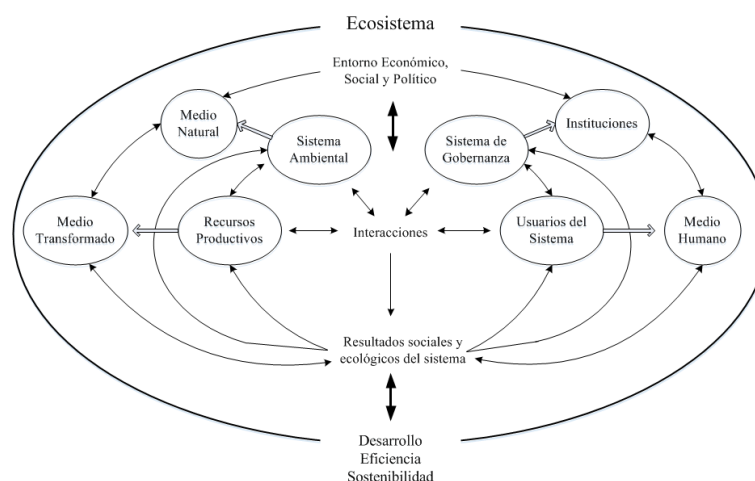 Ecosistema
Entorno Económico,
Social y Político
Medio
Natural
Sistema
Ambiental
Sistema de
Gobernanza
Instituciones
Medio
Transformado
Recursos
Productivos
Interacciones
Usuarios del
Sistema
Medio
Humano
Resultados sociales y
ecológicos del sistema
Desarrollo
Eficiencia
Sostenibilidad